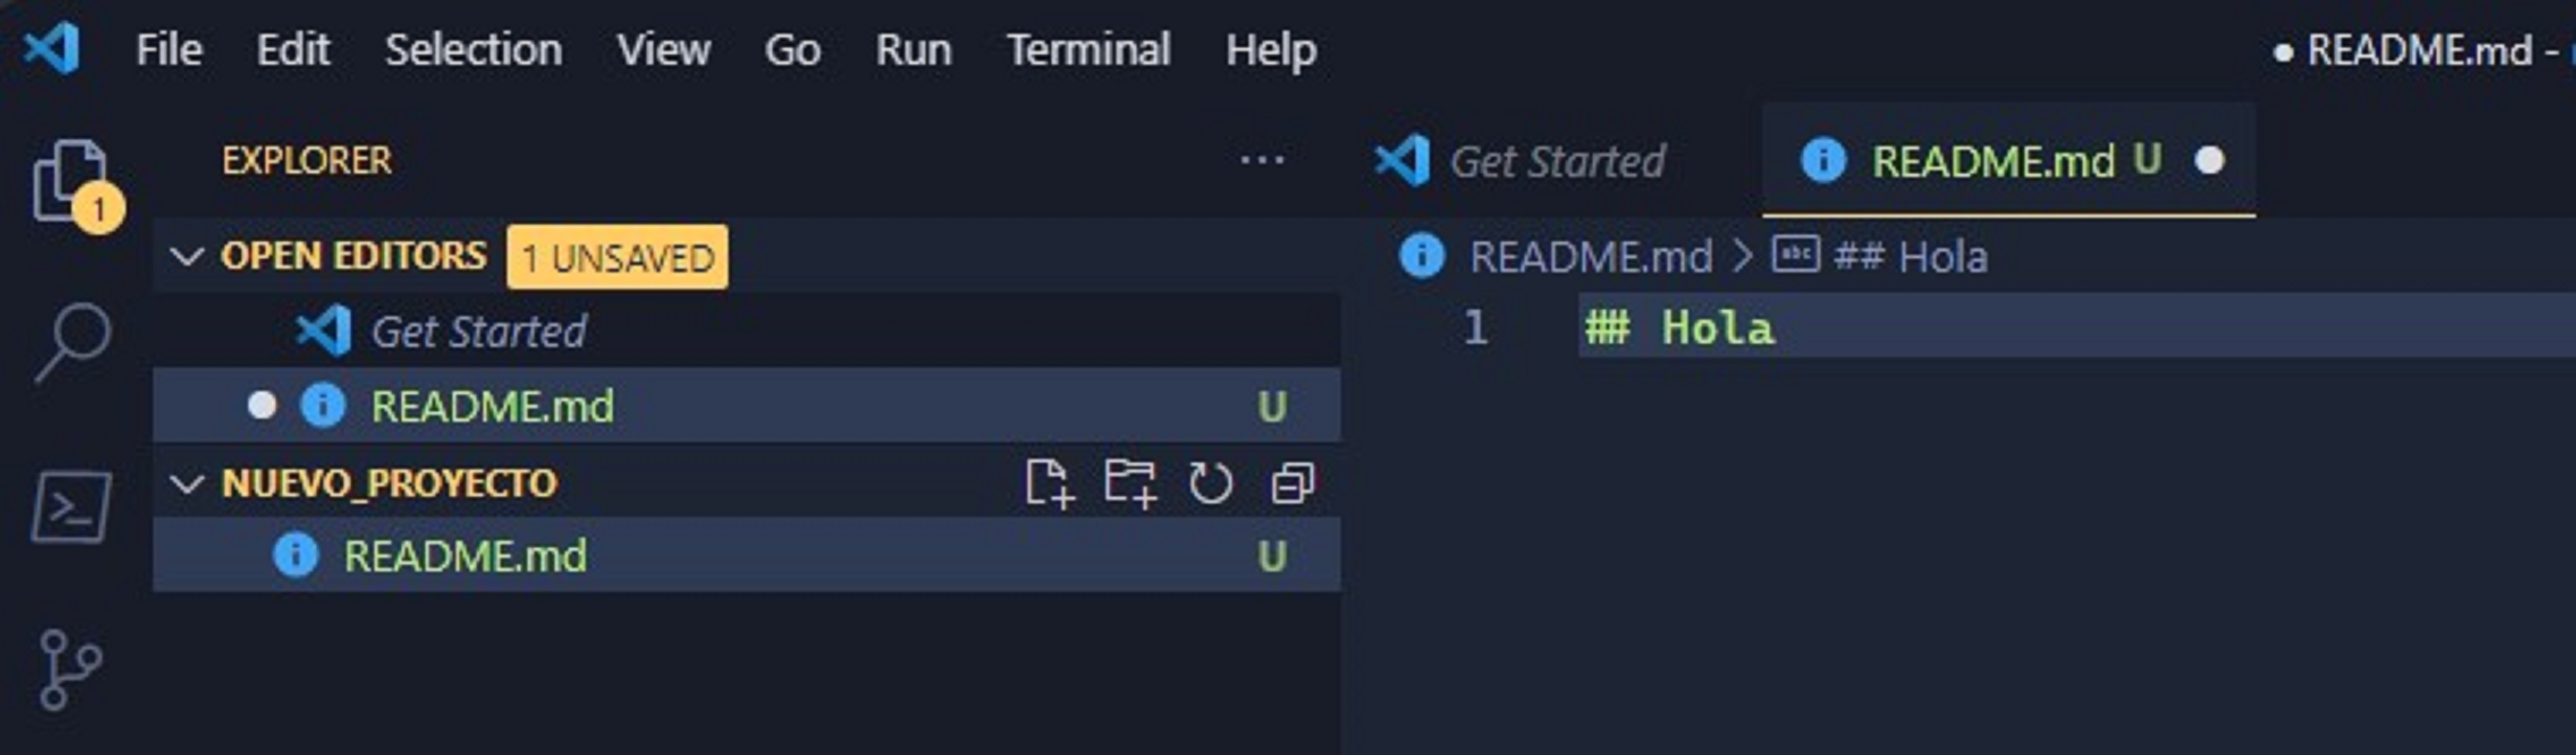 File Edit Selection View Go Run Terminal Help
● README.md -
EXPLORER ···
1
OPEN EDITORS 1 UNSAVED
Get Started
README.md U
NUEVO_PROYECTO
README.md U
Get Started
README.md U
README.md > ## Hola
1 ## Hola